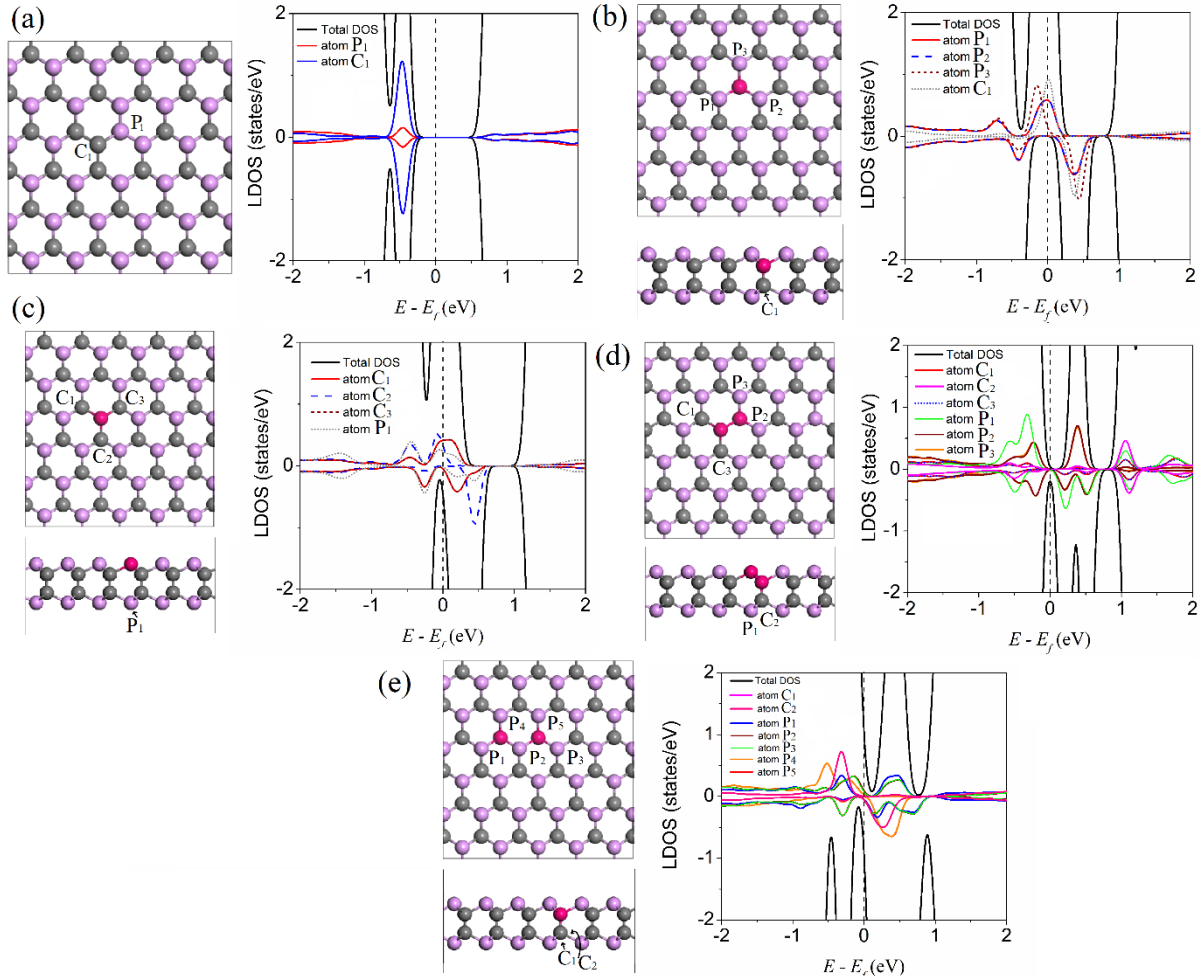 (a)
P1
C1
LDOS (states/eV)
2
1
0
-1
-2
Total DOS
atom P1
atom C1
-2 -1 0 1 2
E - Ef (eV)
(b)
P3
P1 P2
C1
LDOS (states/eV)
2
0
-2
Total DOS
atom P1
atom P2
atom P3
atom C1
-2 -1 0 1 2
E - Ef (eV)
(c)
C1 C3
C2
P1
LDOS (states/eV)
2
1
0
-1
-2
Total DOS
atom C1
atom C2
atom C3
atom P1
-2 -1 0 1 2
E - Ef (eV)
(d)
P3
C1 P2
C3
P1 C2
LDOS (states/eV)
2
1
0
-1
-2
Total DOS
atom C1
atom C2
atom C3
atom P1
atom P2
atom P3
-2 -1 0 1 2
E - Ef (eV)
(e)
P4 P5
P1 P2 P3
C1 C2
LDOS (states/eV)
2
1
0
-1
-2
Total DOS
atom C1
atom C2
atom P1
atom P2
atom P3
atom P4
atom P5
-2 -1 0 1 2
E - Ef (eV)